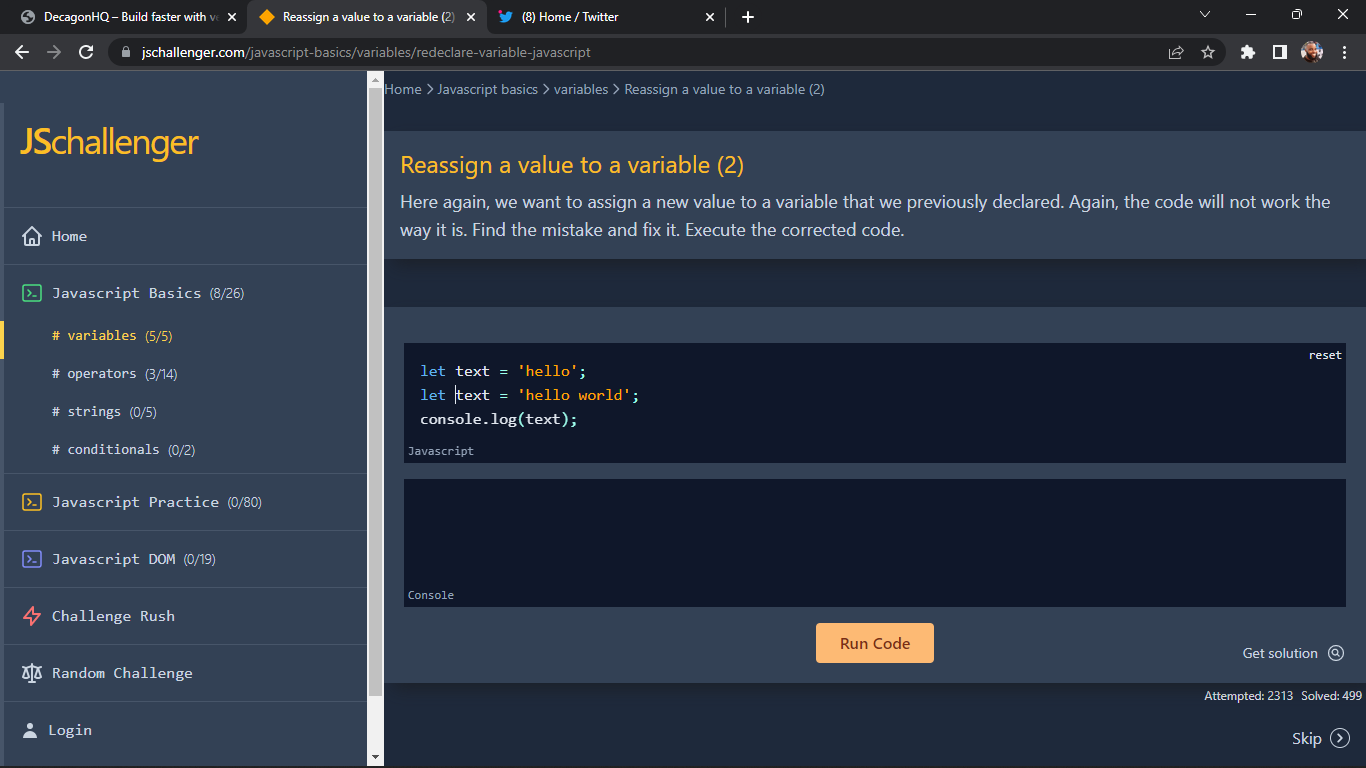 DecagonHQ – Build faster with ve
Reassign a value to a variable (2)
(8) Home / Twitter
jschallenger.com/javascript-basics/variables/redeclare-variable-javascript
JSchallenger
Home
Javascript Basics (8/26)
# variables (5/5)
# operators (3/14)
# strings (0/5)
# conditionals (0/2)
Javascript Practice (0/80)
Javascript DOM (0/19)
Challenge Rush
Random Challenge
Login
Home > Javascript basics > variables > Reassign a value to a variable (2)
Reassign a value to a variable (2)
Here again, we want to assign a new value to a variable that we previously declared. Again, the code will not work the
way it is. Find the mistake and fix it. Execute the corrected code.
reset
let text = 'hello';
let text = 'hello world';
console.log(text);
Javascript
Console
Run Code
Get solution
Attempted: 2313 Solved: 499
Skip